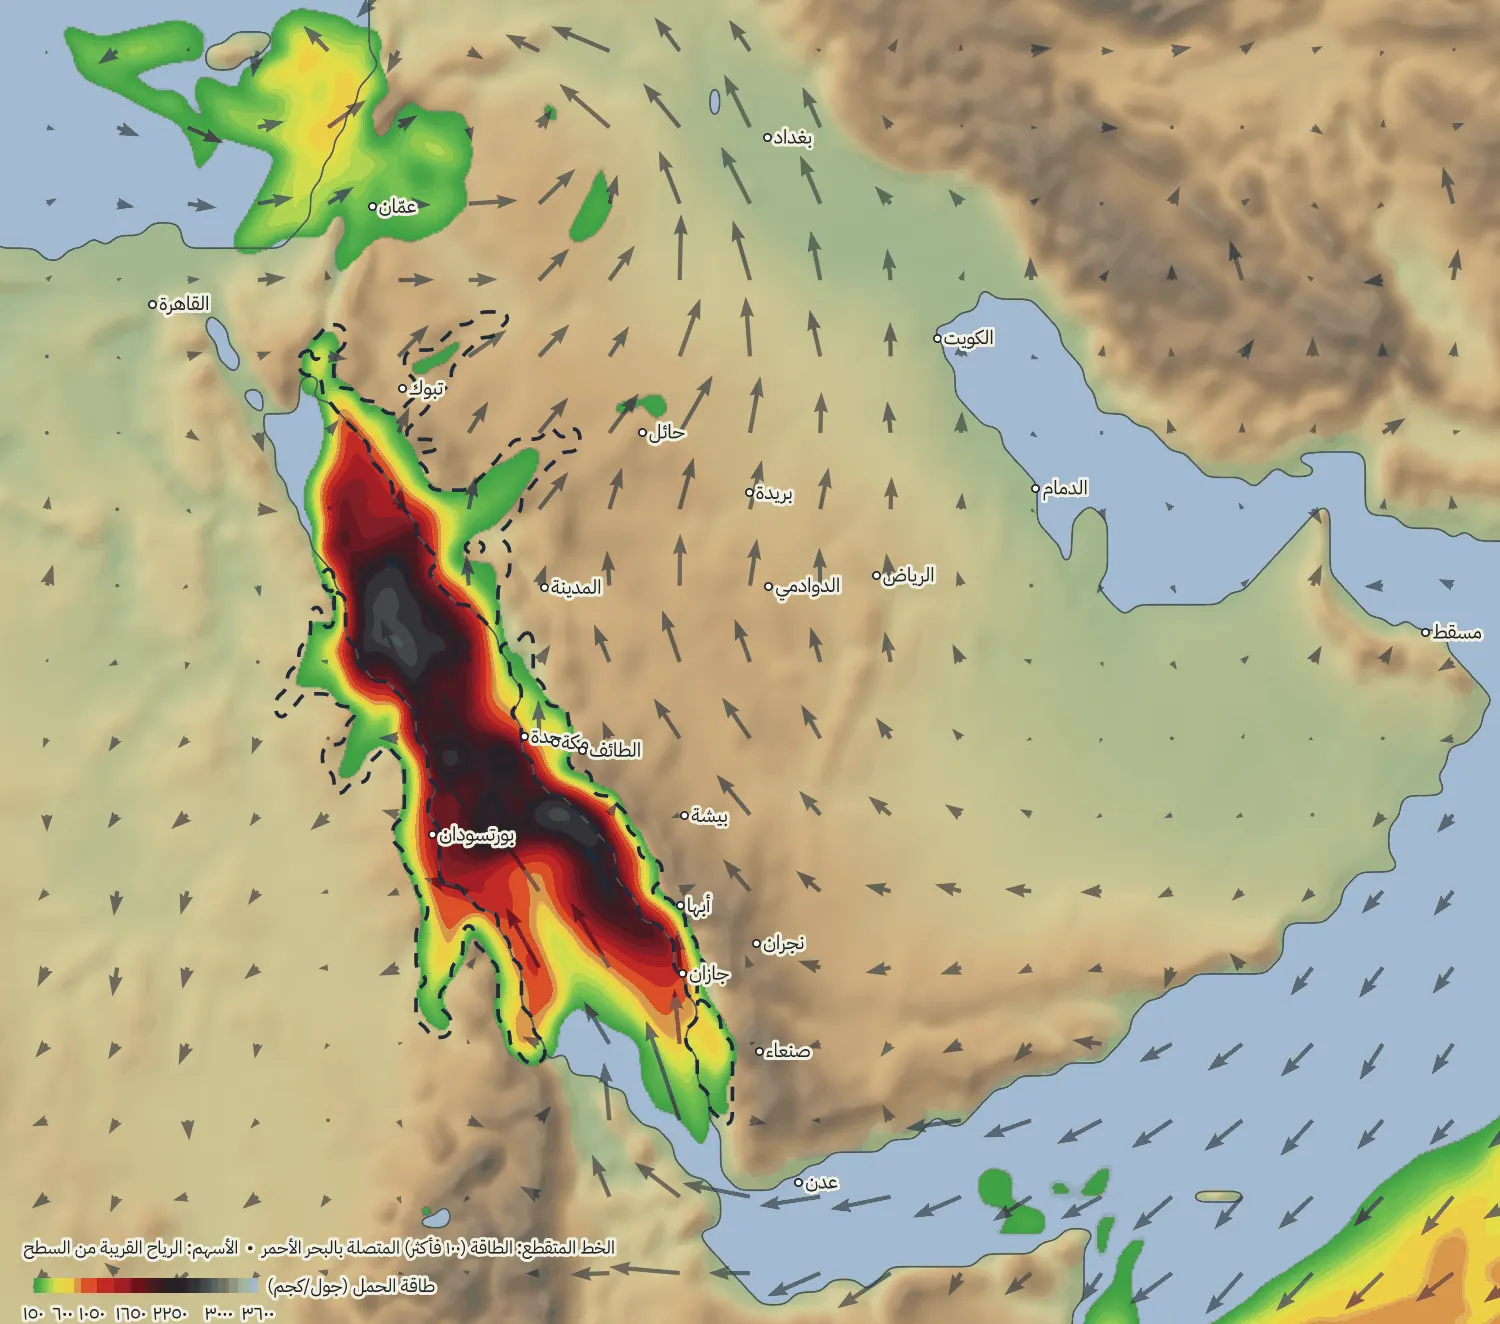 بغداد
عمّان
القاهرة
الكويت
تبوك
حائل
الدمام
بريدة
الرياض
المدينة
الدوادمي
مسقط
جدة
مكة
الطائف
بيشة
بورتسودان
أبها
نجران
جازان
صنعاء
عدن
الخط المتقطع: الطاقة (١٠٠ فأكثر) المتصلة بالبحر الأحمر • الأسهم: الرياح القريبة من السطح
طاقة الحمل (جول/كجم)
١٥٠ ٦٠٠ ١٠٥٠ ١٦٥٠ ٢٢٥٠ ٣٠٠٠ ٣٦٠٠